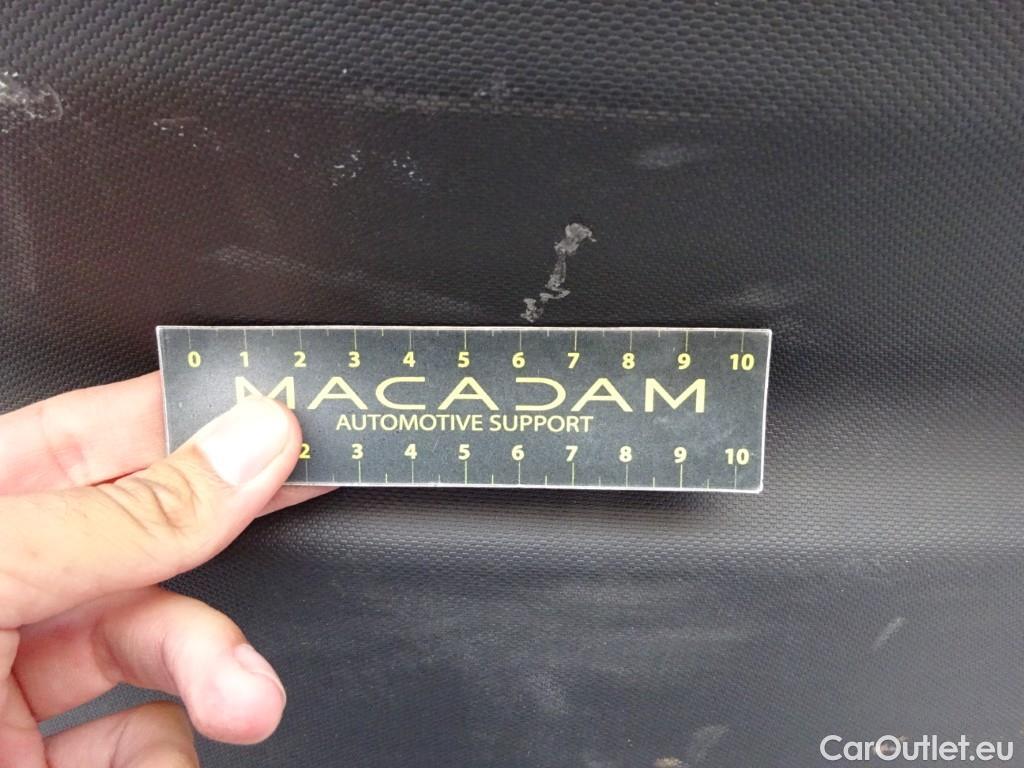 0 1 2 3 4 5 6 7 8 9 10
MACADAM
AUTOMOTIVE SUPPORT
2 3 4 5 6 7 8 9 10
CarOutlet.eu